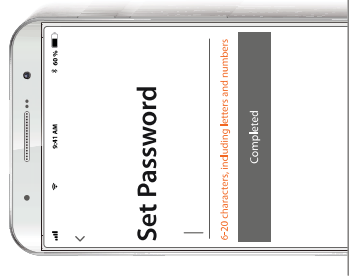 9:41 AM 60%
Set Password
6-20 characters, including letters and numbers
Completed